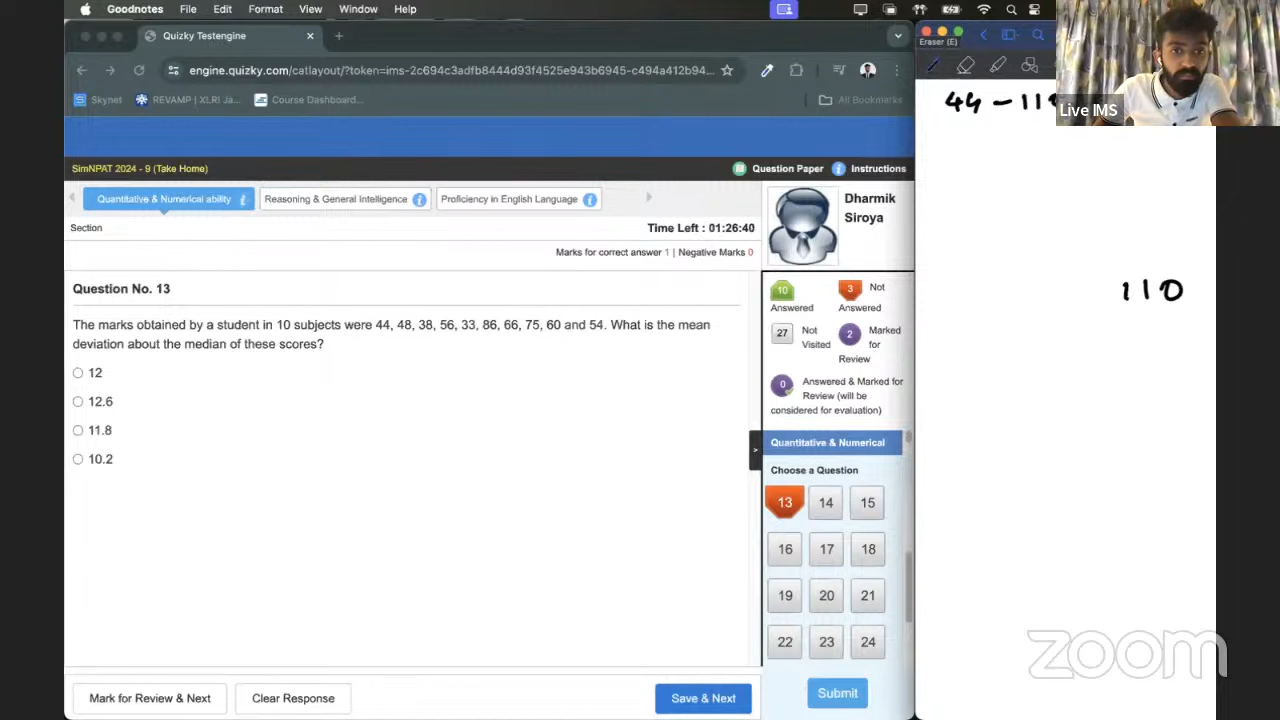 Goodnotes File Edit Format View Window Help
Quizky Testengine
Eraser (E)
engine.quizky.com/catlayout/?token=ims-2c694c3adfb8444d93f4525e943b6945-c494a412b94...
Skynet REVAMP | XLRI Ja... Course Dashboard... All Bookmarks
44 - 11
Live IMS
SimNPAT 2024 - 9 (Take Home) Question Paper Instructions
Quantitative & Numerical ability Reasoning & General Intelligence Proficiency in English Language
Dharmik Siroya
Section Time Left : 01:26:40
Marks for correct answer 1 | Negative Marks 0
Question No. 13
The marks obtained by a student in 10 subjects were 44, 48, 38, 56, 33, 86, 66, 75, 60 and 54. What is the mean
deviation about the median of these scores?
12
12.6
11.8
10.2
10 Answered
3 Not Answered
27 Not Visited
2 Marked for Review
0 Answered & Marked for Review (will be considered for evaluation)
Quantitative & Numerical
Choose a Question
13 14 15
16 17 18
19 20 21
22 23 24
110
Mark for Review & Next Clear Response Save & Next Submit
zoom